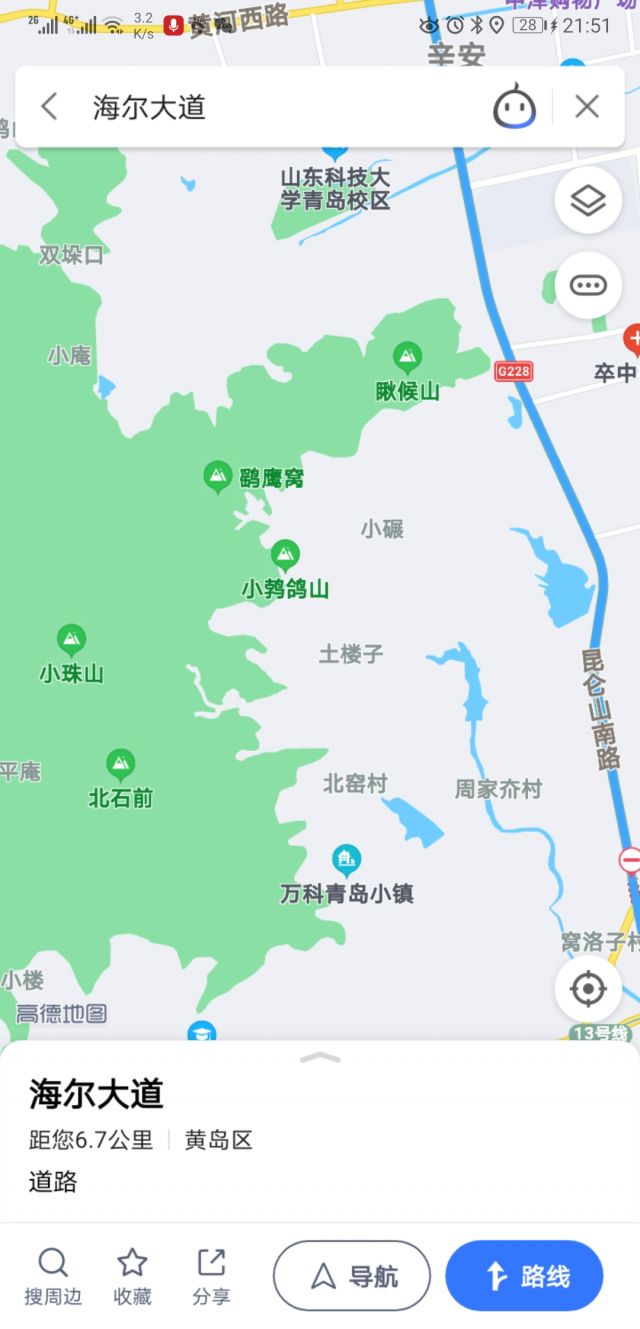 2G 4G+ 3.2 K/s 28 21:51
黄河西路
辛安
海尔大道
山东科技大
学青岛校区
双垛口
小庵
瞅候山
G228
卒中
鹞鹰窝
小碾
小鹁鸽山
土楼子
小珠山
昆仑山南路
平庵
北石前
北窑村
周家夼村
万科青岛小镇
窝洛子村
小楼
高德地图
13号线
海尔大道
距您6.7公里 黄岛区
道路
搜周边 收藏 分享 导航 路线